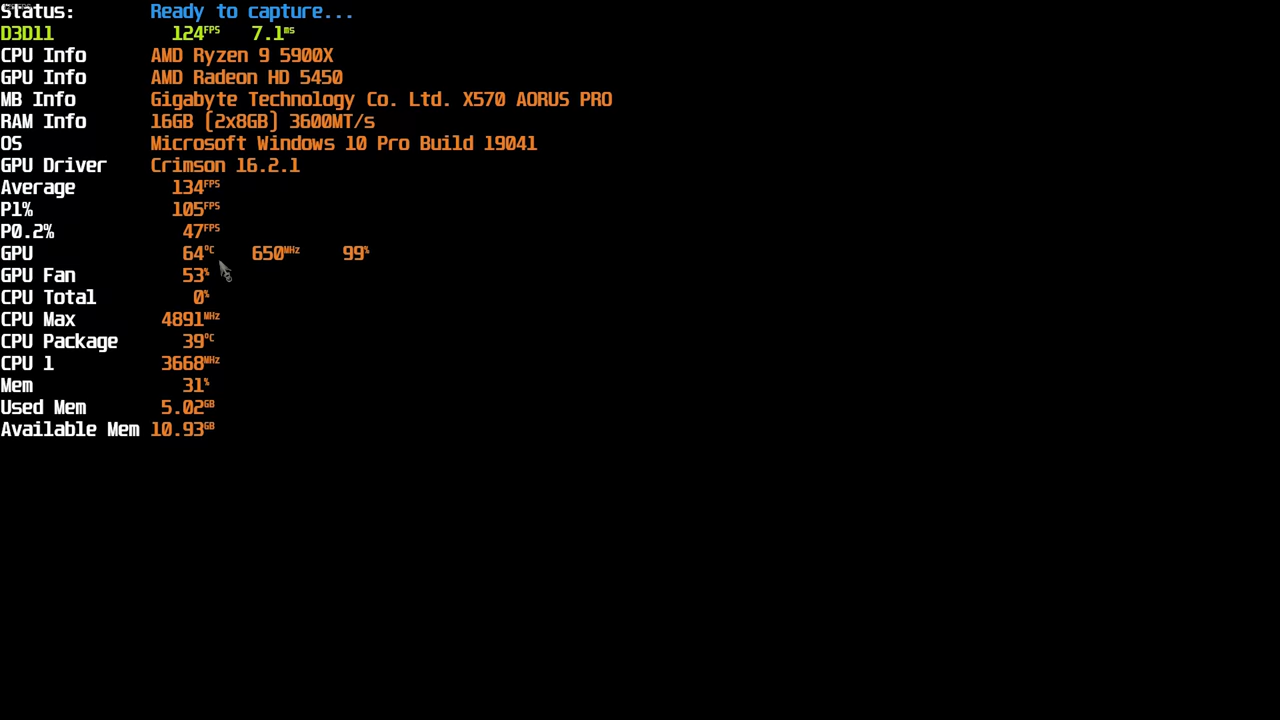 Status: Ready to capture...
D3D11 124FPS 7.1ms
CPU Info AMD Ryzen 9 5900X
GPU Info AMD Radeon HD 5450
MB Info Gigabyte Technology Co. Ltd. X570 AORUS PRO
RAM Info 16GB (2x8GB) 3600MT/s
OS Microsoft Windows 10 Pro Build 19041
GPU Driver Crimson 16.2.1
Average 134FPS
P1% 105FPS
P0.2% 47FPS
GPU 64°C 650MHz 99%
GPU Fan 53%
CPU Total 0%
CPU Max 4891MHz
CPU Package 39°C
CPU 1 3668MHz
Mem 31%
Used Mem 5.02GB
Available Mem 10.93GB